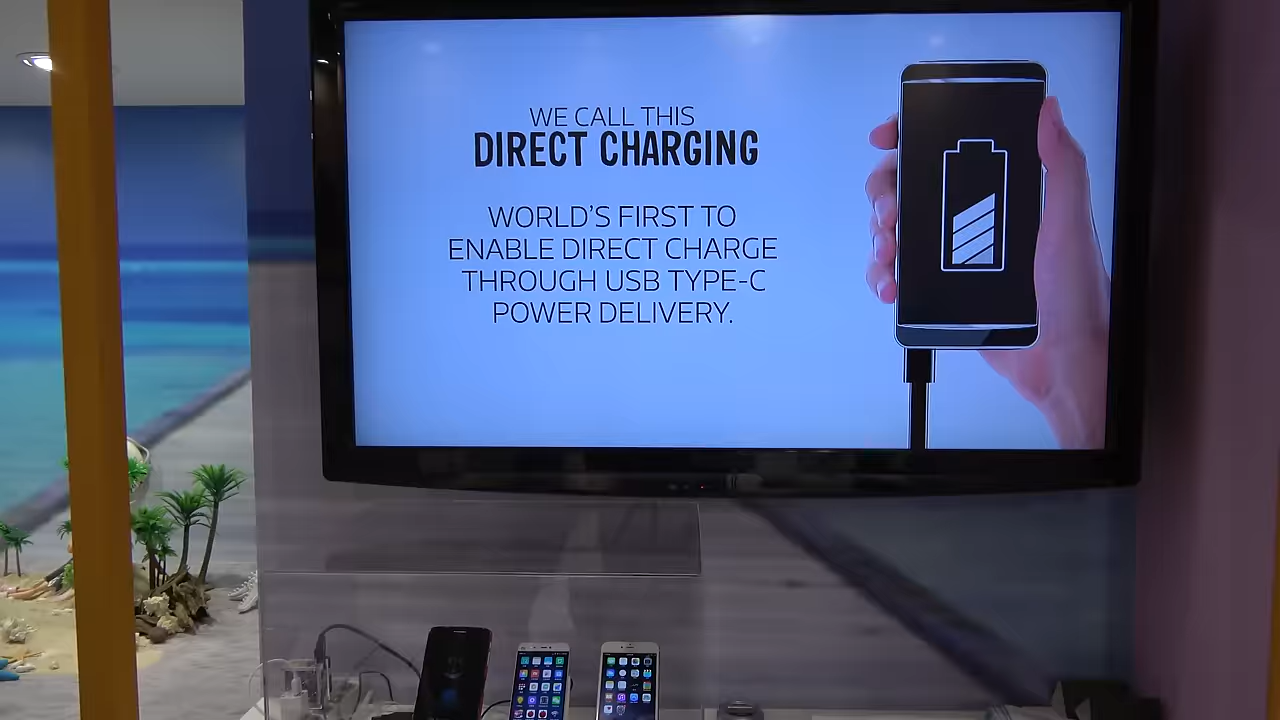 WE CALL THIS
DIRECT CHARGING
WORLD'S FIRST TO
ENABLE DIRECT CHARGE
THROUGH USB TYPE-C
POWER DELIVERY.